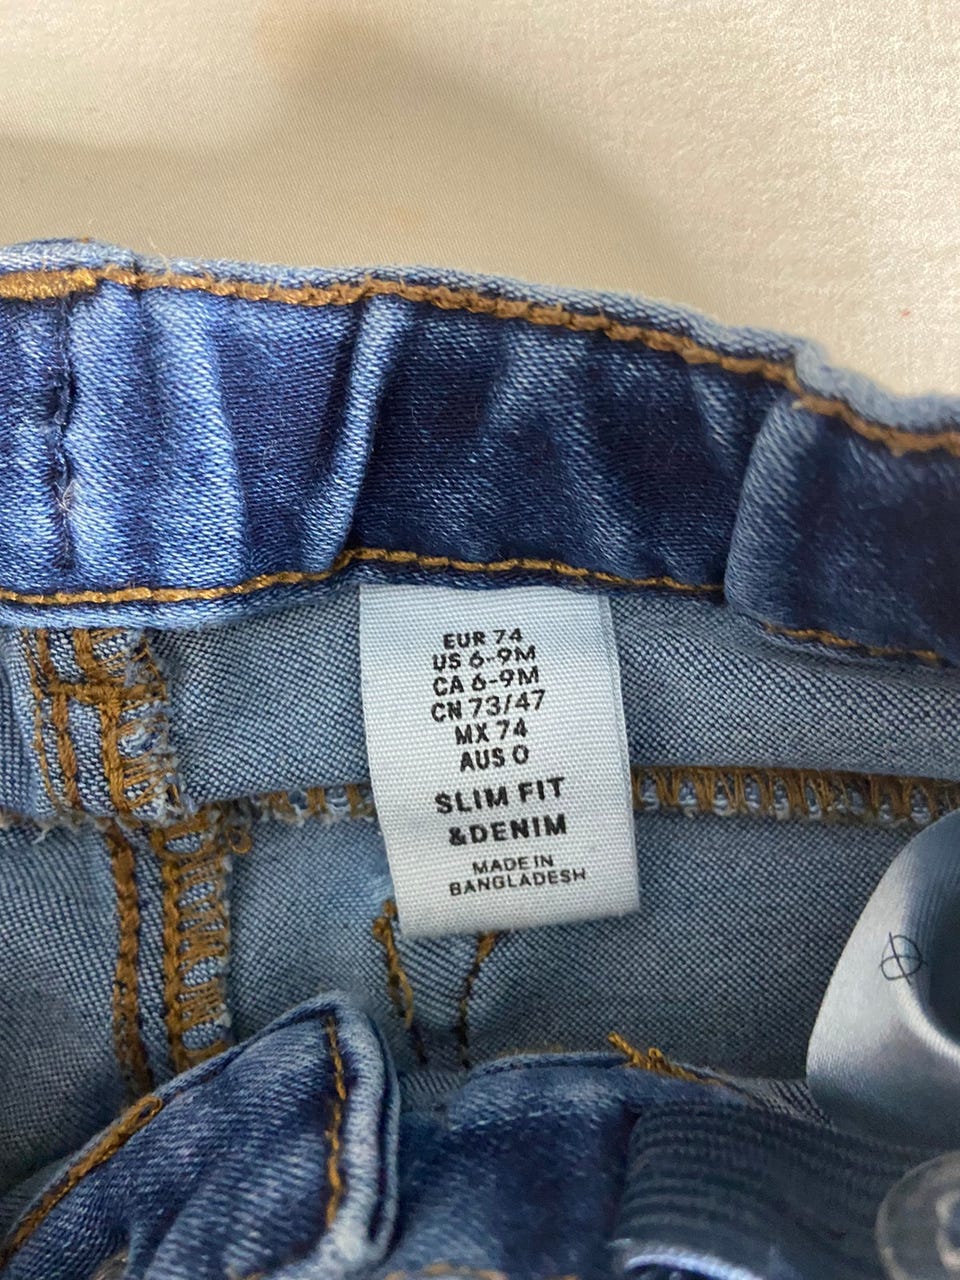 EUR 74
US 6-9M
CA 6-9M
CN 73/47
MX 74
AUS 0
SLIM FIT
&DENIM
MADE IN
BANGLADESH